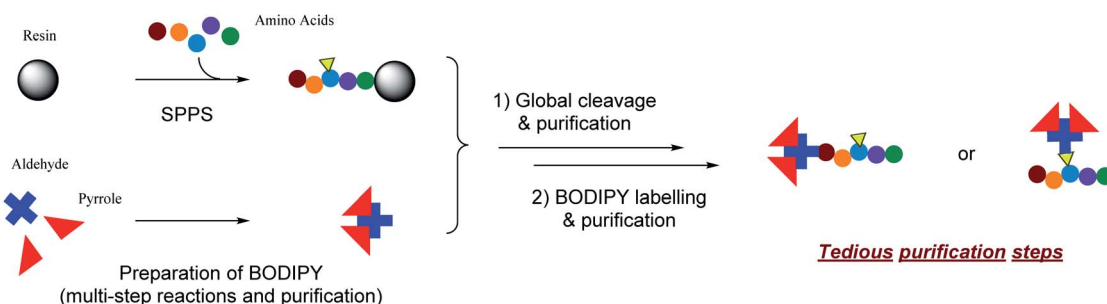 Resin
Amino Acids
SPPS
Aldehyde
Pyrrole
Preparation of BODIPY
(multi-step reactions and purification)
1) Global cleavage
& purification
2) BODIPY labelling
& purification
or
Tedious purification steps